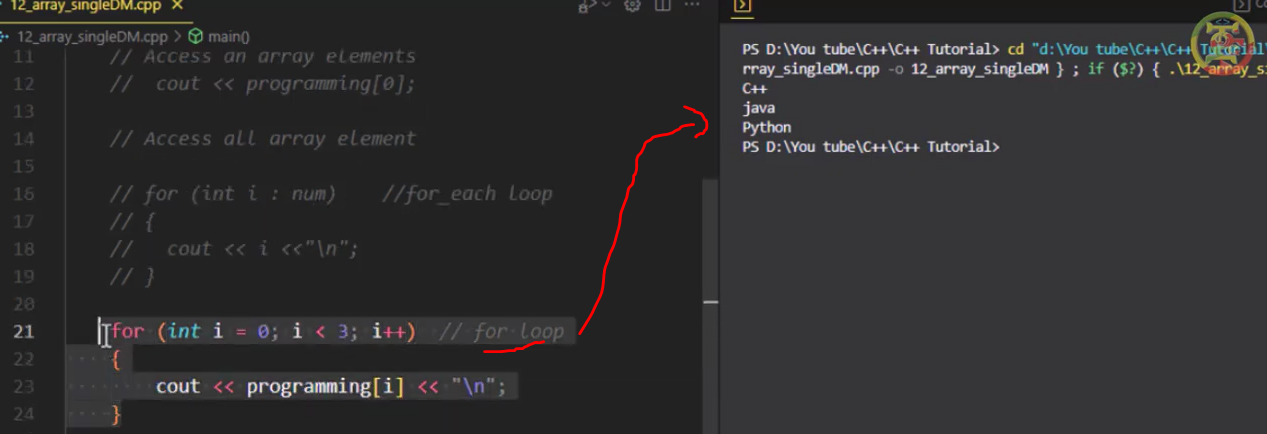 12_array_singleDM.cpp ×
12_array_singleDM.cpp > main()
11 // Access an array elements
12 // cout << programming[0];
13
14 // Access all array element
15
16 // for (int i : num) //for_each loop
17 // {
18 // cout << i <<"\n";
19 // }
20
21 for (int i = 0; i < 3; i++) // for loop
22 {
23 cout << programming[i] << "\n";
24 }
PS D:\You tube\C++\C++ Tutorial> cd "d:\You tube\C++\C++ Tutorial\
rray_singleDM.cpp -o 12_array_singleDM } ; if ($?) { .\12_array_si
C++
java
Python
PS D:\You tube\C++\C++ Tutorial>